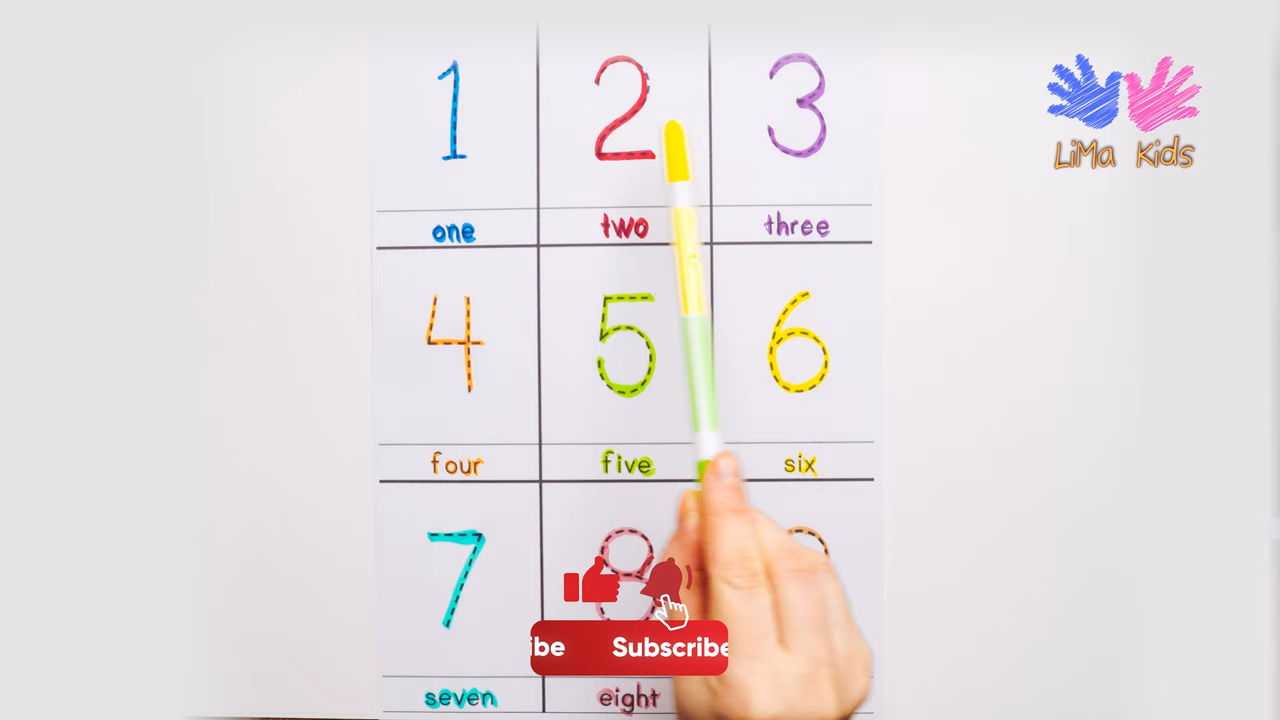 LiMa Kids
1 2 3
one two three
4 5 6
four five six
7 8
seven eight
ibe Subscribe